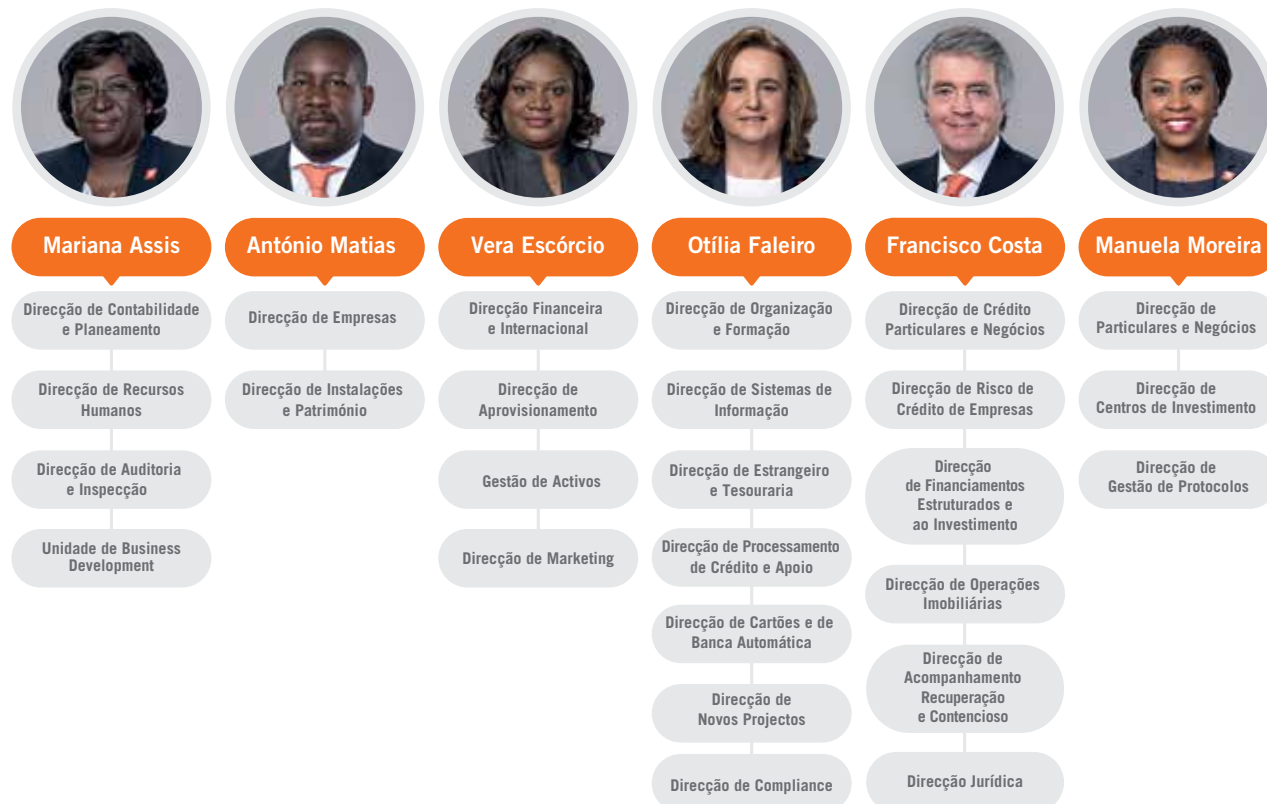 Mariana Assis
Direcção de Contabilidade
e Planeamento
Direcção de Recursos
Humanos
Direcção de Auditoria
e Inspecção
Unidade de Business
Development
António Matias
Direcção de Empresas
Direcção de Instalações
e Património
Vera Escórcio
Direcção Financeira
e Internacional
Direcção de
Aprovisionamento
Gestão de Activos
Direcção de Marketing
Otília Faleiro
Direcção de Organização
e Formação
Direcção de Sistemas de
Informação
Direcção de Estrangeiro
e Tesouraria
Direcção de Processamento
de Crédito e Apoio
Direcção de Cartões e de
Banca Automática
Direcção de
Novos Projectos
Direcção de Compliance
Francisco Costa
Direcção de Crédito
Particulares e Negócios
Direcção de Risco de
Crédito de Empresas
Direcção
de Financiamentos
Estruturados e
ao Investimento
Direcção de Operações
Imobiliárias
Direcção de
Acompanhamento
Recuperação
e Contencioso
Direcção Jurídica
Manuela Moreira
Direcção de
Particulares e Negócios
Direcção de
Centros de Investimento
Direcção de
Gestão de Protocolos